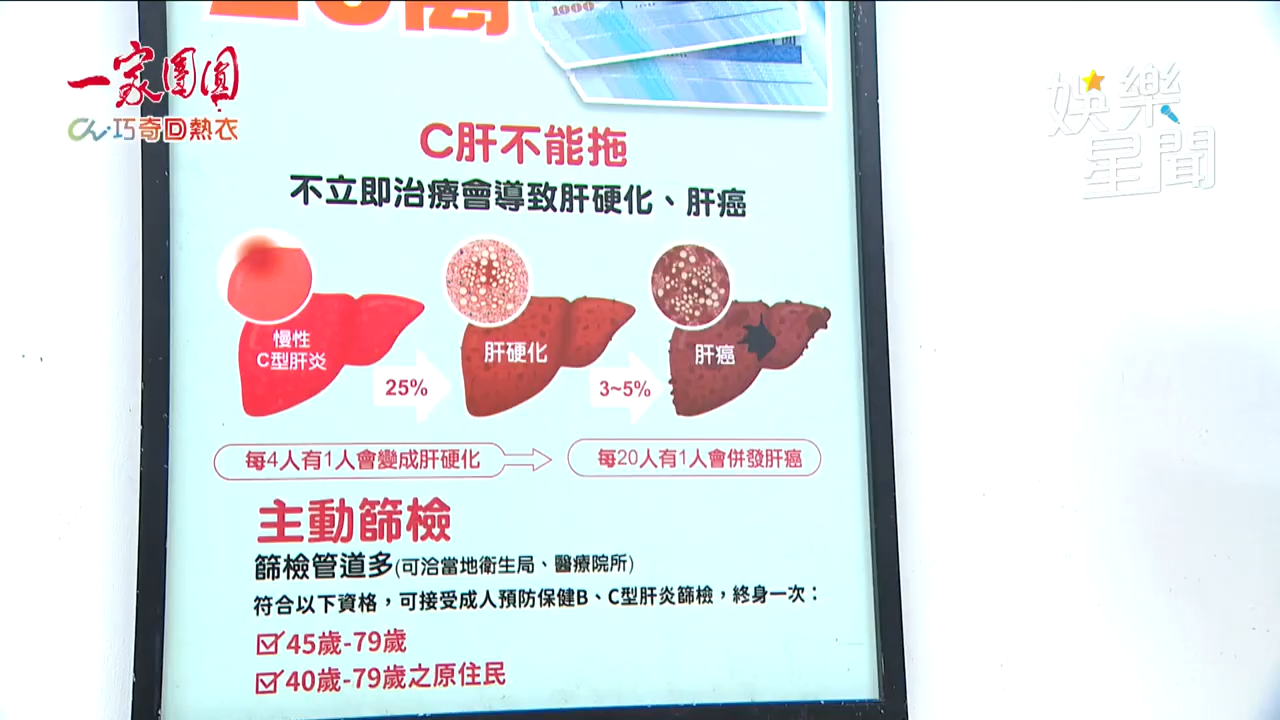 1000
一家團圓
巧奇回熱衣
娛樂
星聞
C肝不能拖
不立即治療會導致肝硬化、肝癌
慢性
C型肝炎
25%
肝硬化
3~5%
肝癌
每4人有1人會變成肝硬化
每20人有1人會併發肝癌
主動篩檢
篩檢管道多(可洽當地衛生局、醫療院所)
符合以下資格，可接受成人預防保健B、C型肝炎篩檢，終身一次：
45歲-79歲
40歲-79歲之原住民